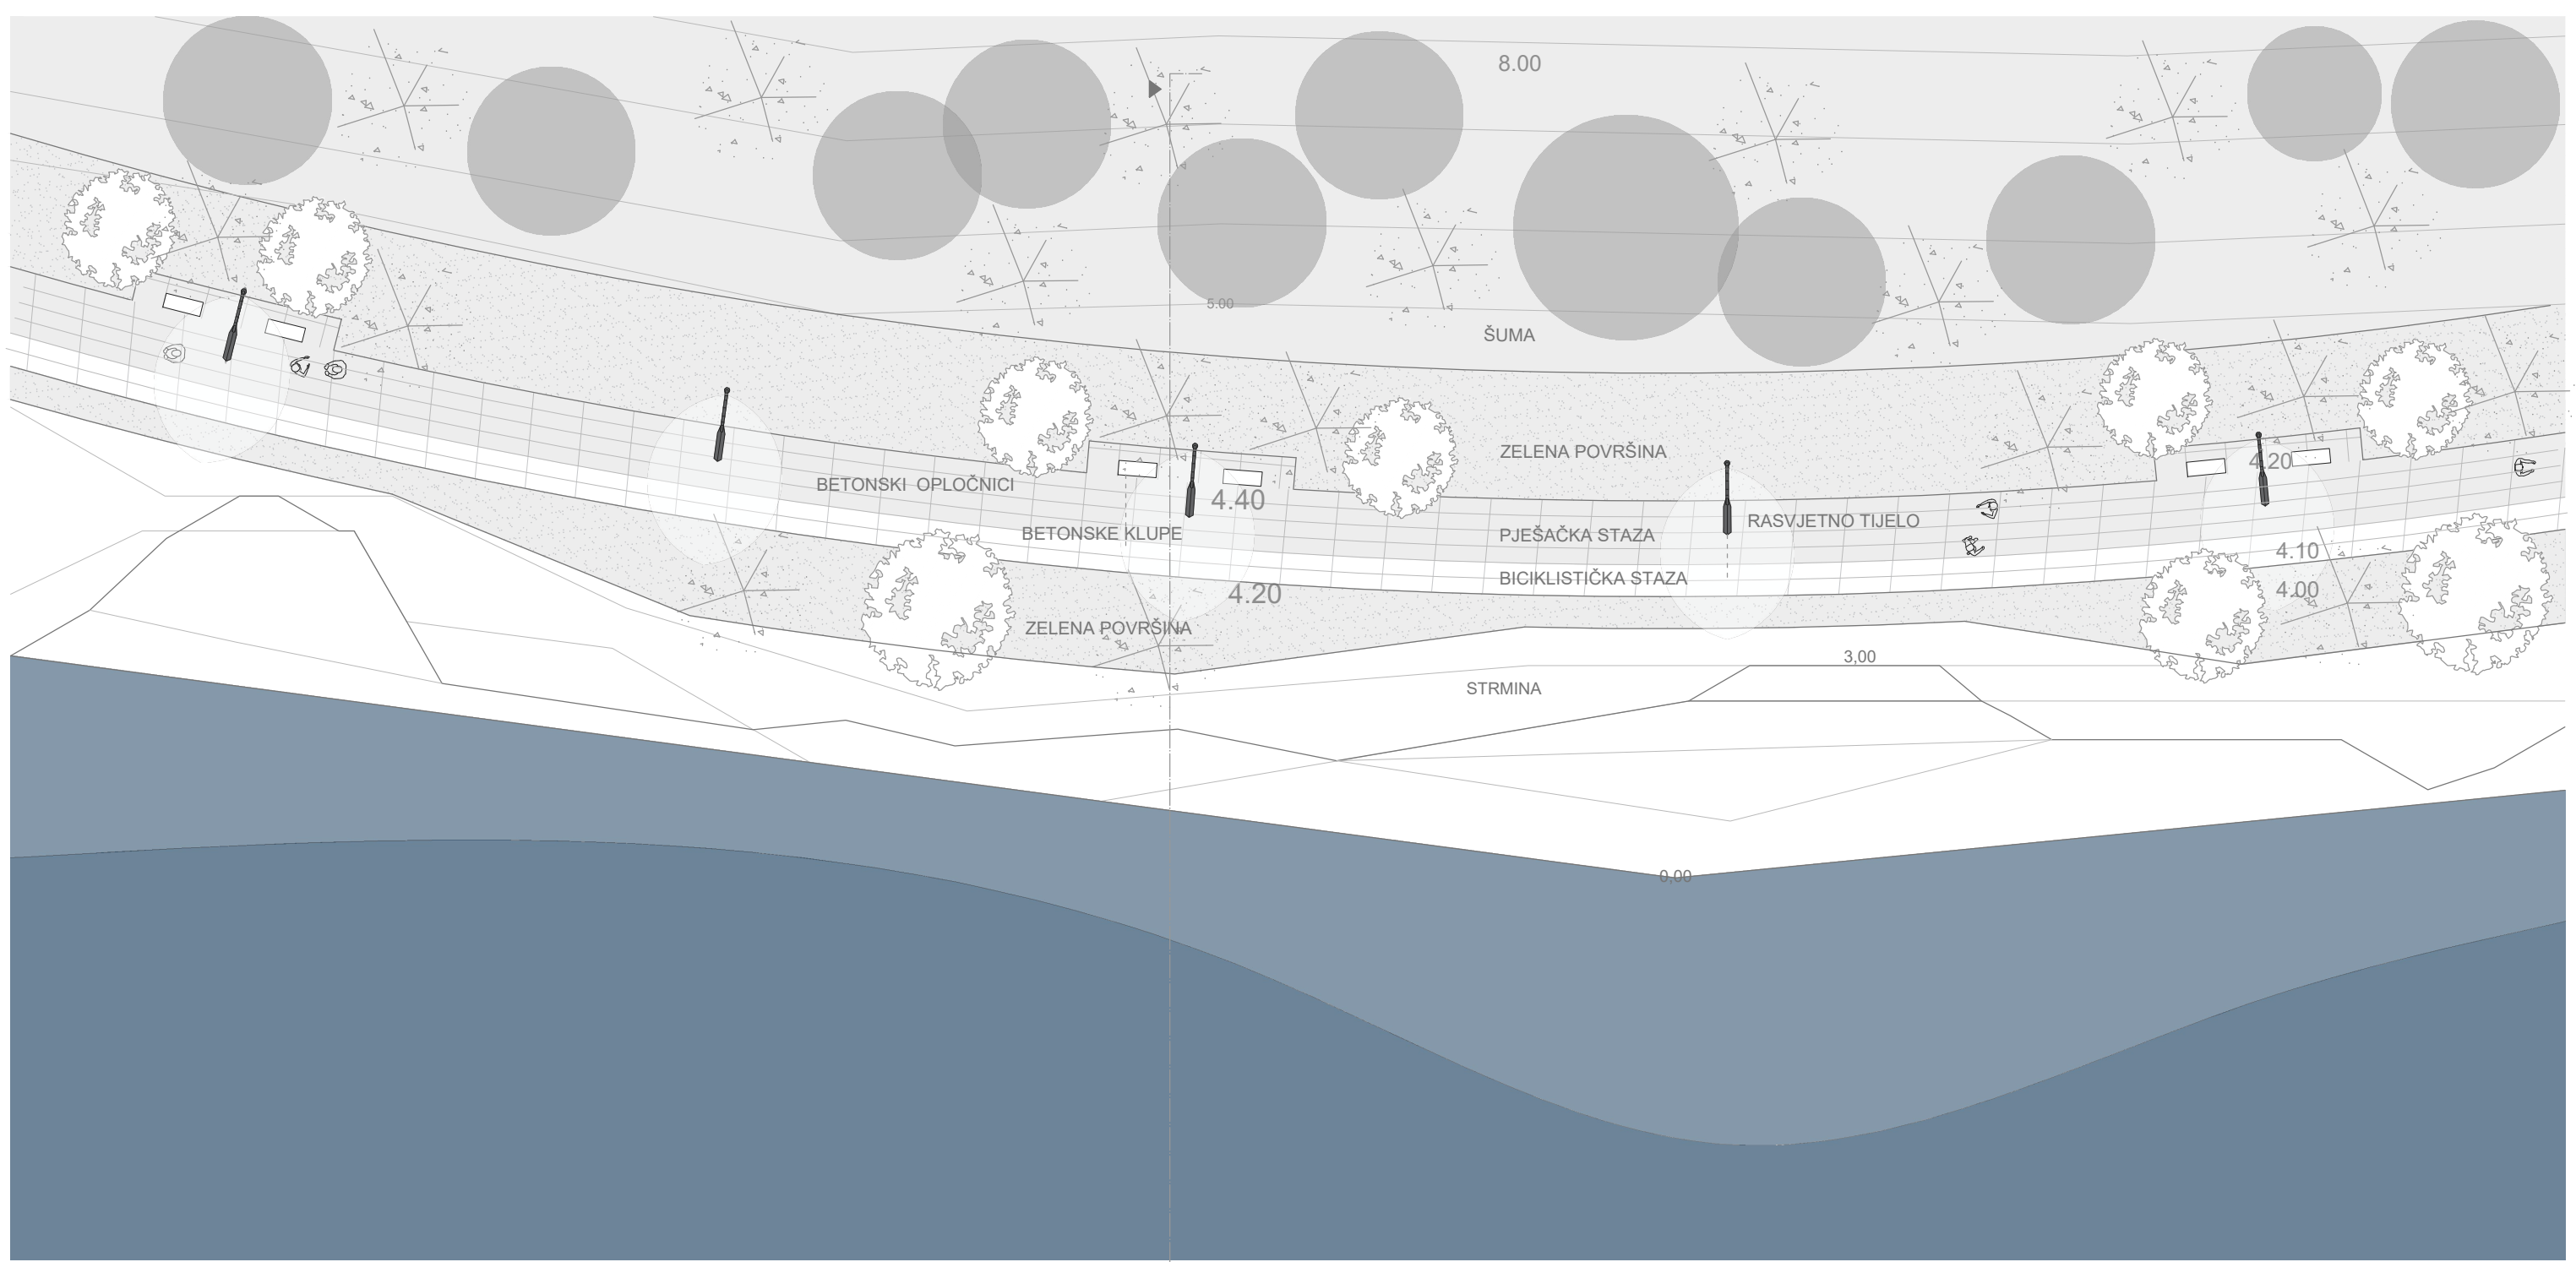 8.00
5.00
ŠUMA
ZELENA POVRŠINA
4.20
BETONSKI OPLOČNICI
4.40
RASVJETNO TIJELO
BETONSKE KLUPE
PJEŠAČKA STAZA
4.10
BICIKLISTIČKA STAZA
4.00
4.20
ZELENA POVRŠINA
3,00
STRMINA
0,00